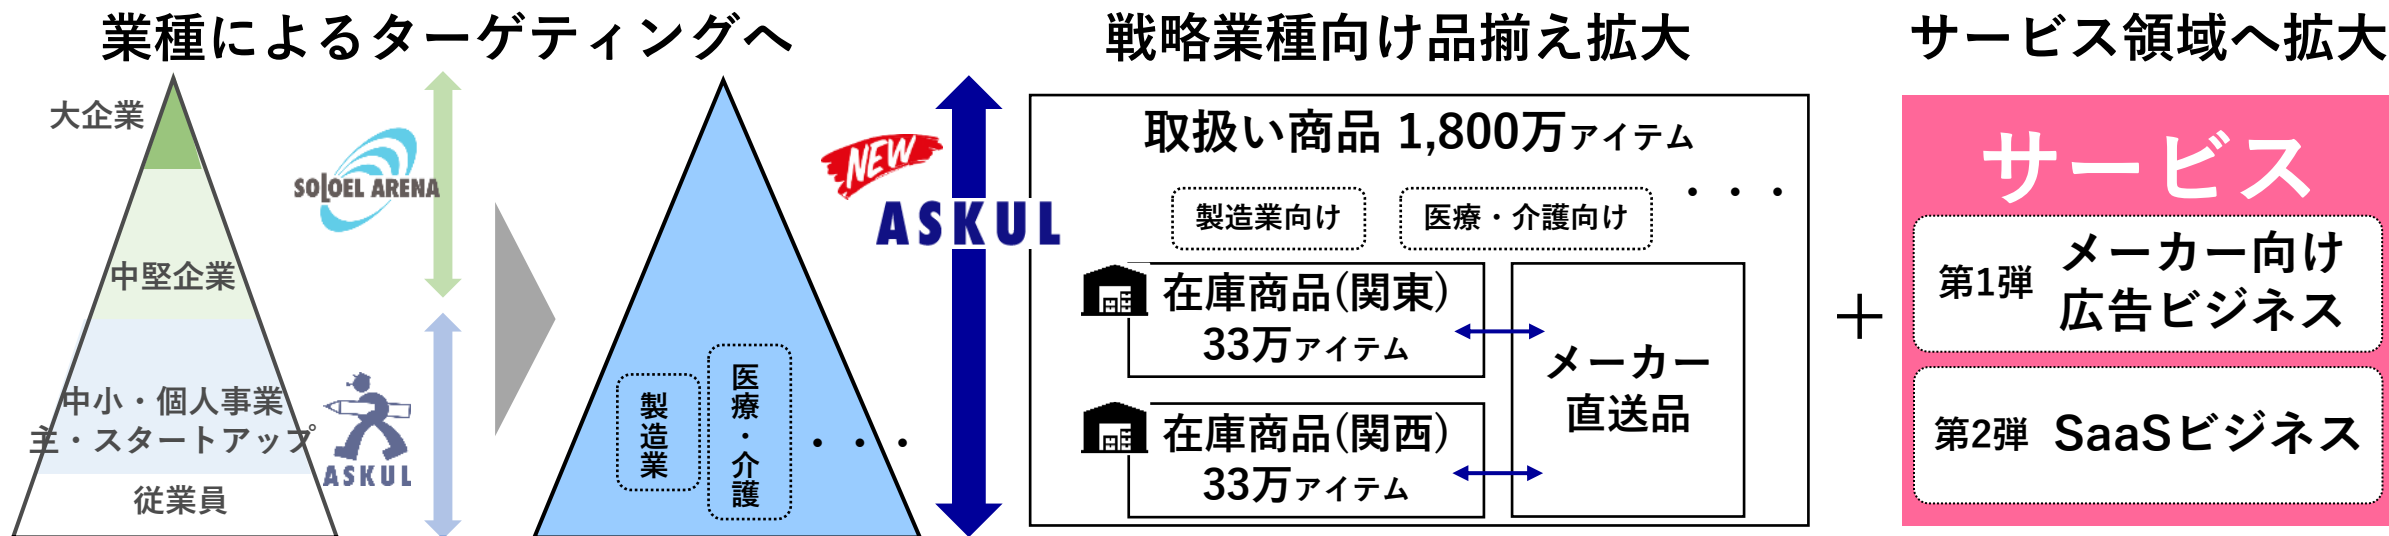 業種によるターゲティングへ
大企業
中堅企業
中小・個人事業
主・スタートアップ
従業員
SOLOEL ARENA
ASKUL
製造業
医療・介護
・・・
NEW
ASKUL
戦略業種向け品揃え拡大
取扱い商品 1,800万アイテム
製造業向け
医療・介護向け
・・・
在庫商品(関東)
33万アイテム
在庫商品(関西)
33万アイテム
メーカー
直送品
＋
サービス領域へ拡大
サービス
第1弾
メーカー向け
広告ビジネス
第2弾 SaaSビジネス